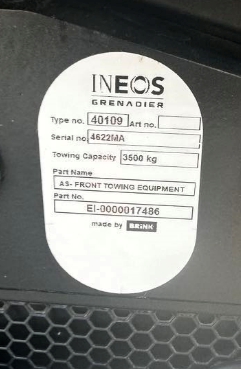 INEOS
GRENADIER
Type no. 40109 Art no.
Serial no. 4622MA
Towing Capacity 3500 kg
Part Name
AS- FRONT TOWING EQUIPMENT
Part No.
EI-0000017486
made by BRINK